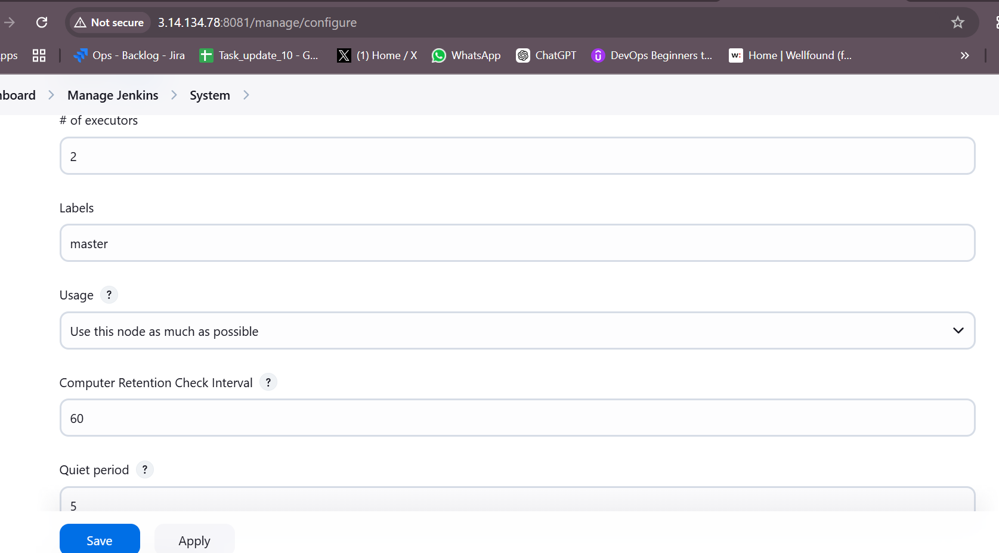 Not secure 3.14.134.78:8081/manage/configure
pps Ops - Backlog - Jira Task_update_10 - G... (1) Home / X WhatsApp ChatGPT DevOps Beginners t... w: Home | Wellfound (f... »
board > Manage Jenkins > System >
# of executors
2
Labels
master
Usage ?
Use this node as much as possible
Computer Retention Check Interval ?
60
Quiet period ?
5
Save Apply